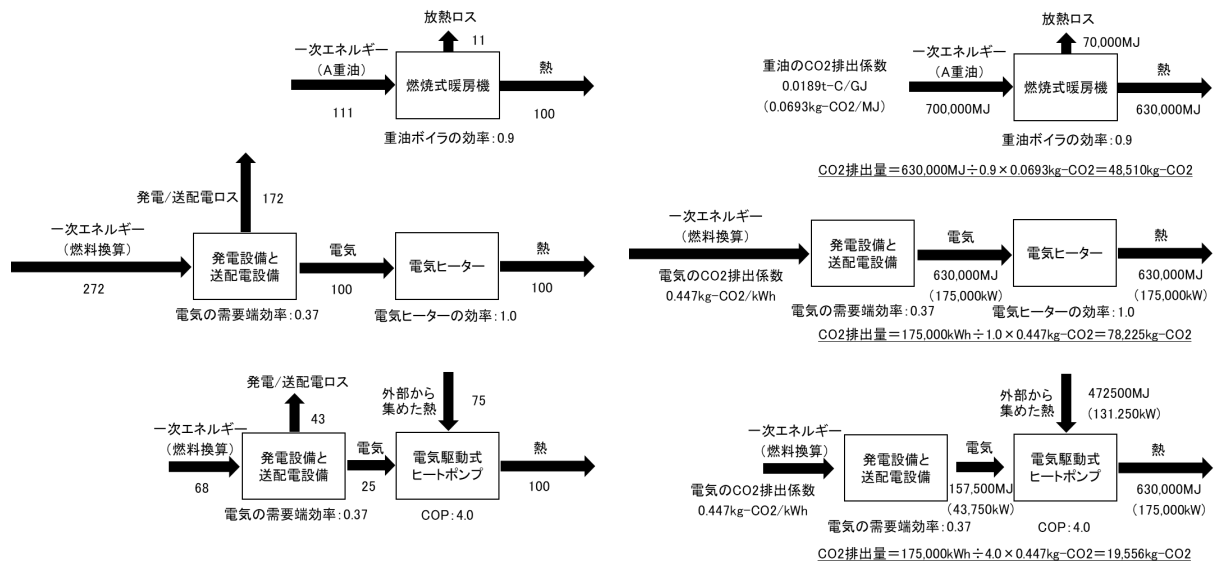 放熱ロス
11
一次エネルギー
(A重油)
燃焼式暖房機
熱
111
100
重油ボイラの効率:0.9
発電/送配電ロス
172
一次エネルギー
(燃料換算)
発電設備と
送配電設備
電気
電気ヒーター
熱
272
100
100
電気の需要端効率:0.37
電気ヒーターの効率:1.0
発電/送配電ロス
43
外部から
集めた熱
75
一次エネルギー
(燃料換算)
発電設備と
送配電設備
電気
電気駆動式
ヒートポンプ
熱
68
25
100
電気の需要端効率:0.37
COP:4.0
放熱ロス
70,000MJ
重油のCO2排出係数
0.0189t-C/GJ
(0.0693kg-CO2/MJ)
一次エネルギー
(A重油)
燃焼式暖房機
熱
700,000MJ
630,000MJ
重油ボイラの効率:0.9
CO2排出量=630,000MJ÷0.9×0.0693kg-CO2=48,510kg-CO2
一次エネルギー
(燃料換算)
発電設備と
送配電設備
電気
電気ヒーター
熱
電気のCO2排出係数
0.447kg-CO2/kWh
630,000MJ
(175,000kW)
630,000MJ
(175,000kW)
電気の需要端効率:0.37
電気ヒーターの効率:1.0
CO2排出量=175,000kWh÷1.0×0.447kg-CO2=78,225kg-CO2
外部から
集めた熱
472500MJ
(131.250kW)
一次エネルギー
(燃料換算)
発電設備と
送配電設備
電気
電気駆動式
ヒートポンプ
熱
電気のCO2排出係数
0.447kg-CO2/kWh
157,500MJ
(43,750kW)
630,000MJ
(175,000kW)
電気の需要端効率:0.37
COP:4.0
CO2排出量=175,000kWh÷4.0×0.447kg-CO2=19,556kg-CO2